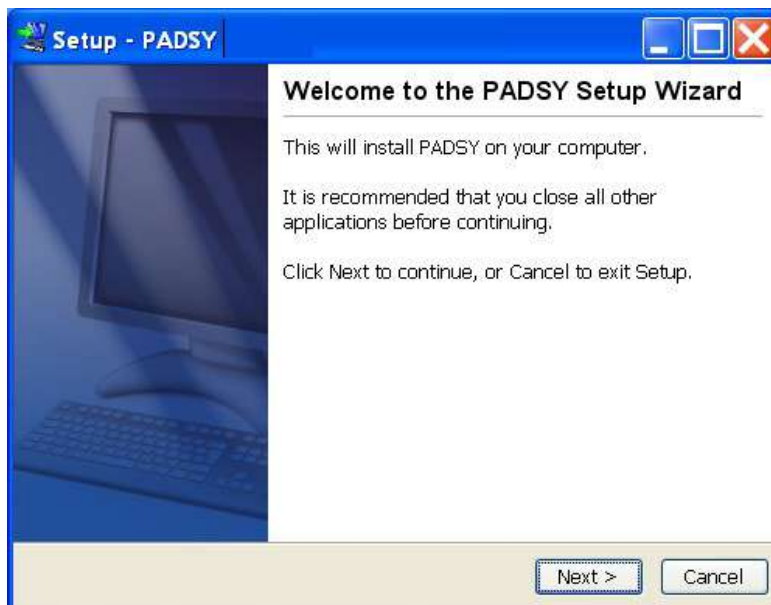 Setup - PADSY
Welcome to the PADSY Setup Wizard
This will install PADSY on your computer.
It is recommended that you close all other
applications before continuing.
Click Next to continue, or Cancel to exit Setup.
Next >
Cancel